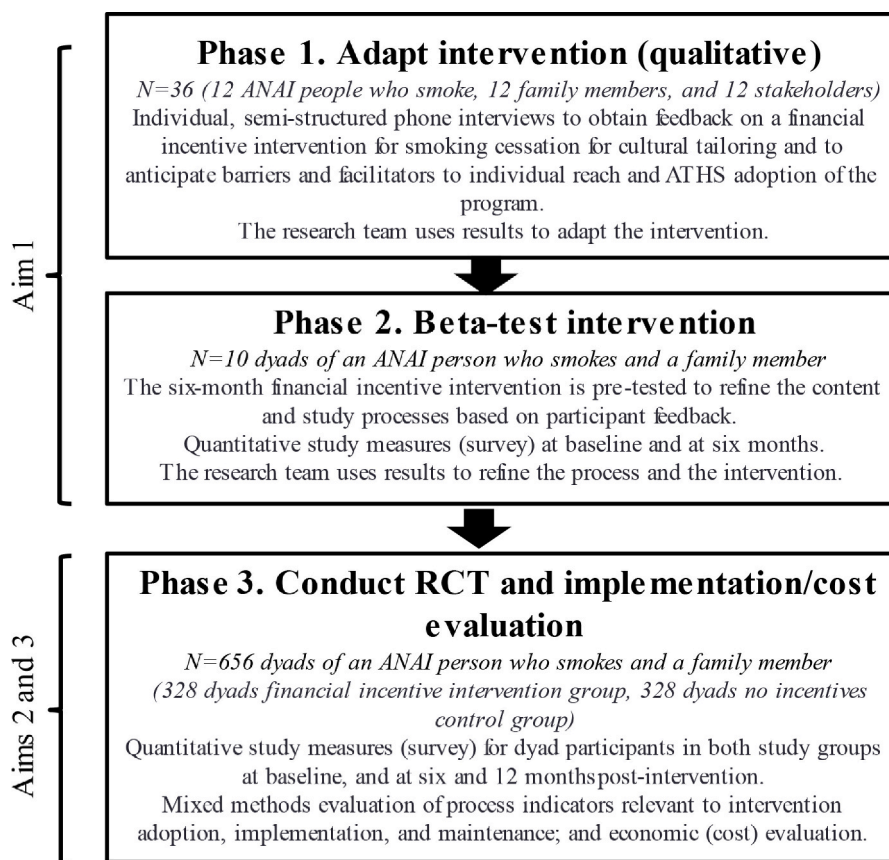 Phase 1. Adapt intervention (qualitative)
N=36 (12 ANAI people who smoke, 12 family members, and 12 stakeholders)
Individual, semi-structured phone interviews to obtain feedback on a financial
incentive intervention for smoking cessation for cultural tailoring and to
anticipate barriers and facilitators to individual reach and ATHS adoption of the
program.
The research team uses results to adapt the intervention.
Aim 1
Phase 2. Beta-test intervention
N=10 dyads of an ANAI person who smokes and a family member
The six-month financial incentive intervention is pre-tested to refine the content
and study processes based on participant feedback.
Quantitative study measures (survey) at baseline and at six months.
The research team uses results to refine the process and the intervention.
Phase 3. Conduct RCT and implementation/cost
evaluation
N=656 dyads of an ANAI person who smokes and a family member
(328 dyads financial incentive intervention group, 328 dyads no incentives
control group)
Quantitative study measures (survey) for dyad participants in both study groups
at baseline, and at six and 12 months post-intervention.
Mixed methods evaluation of process indicators relevant to intervention
adoption, implementation, and maintenance; and economic (cost) evaluation.
Aims 2 and 3